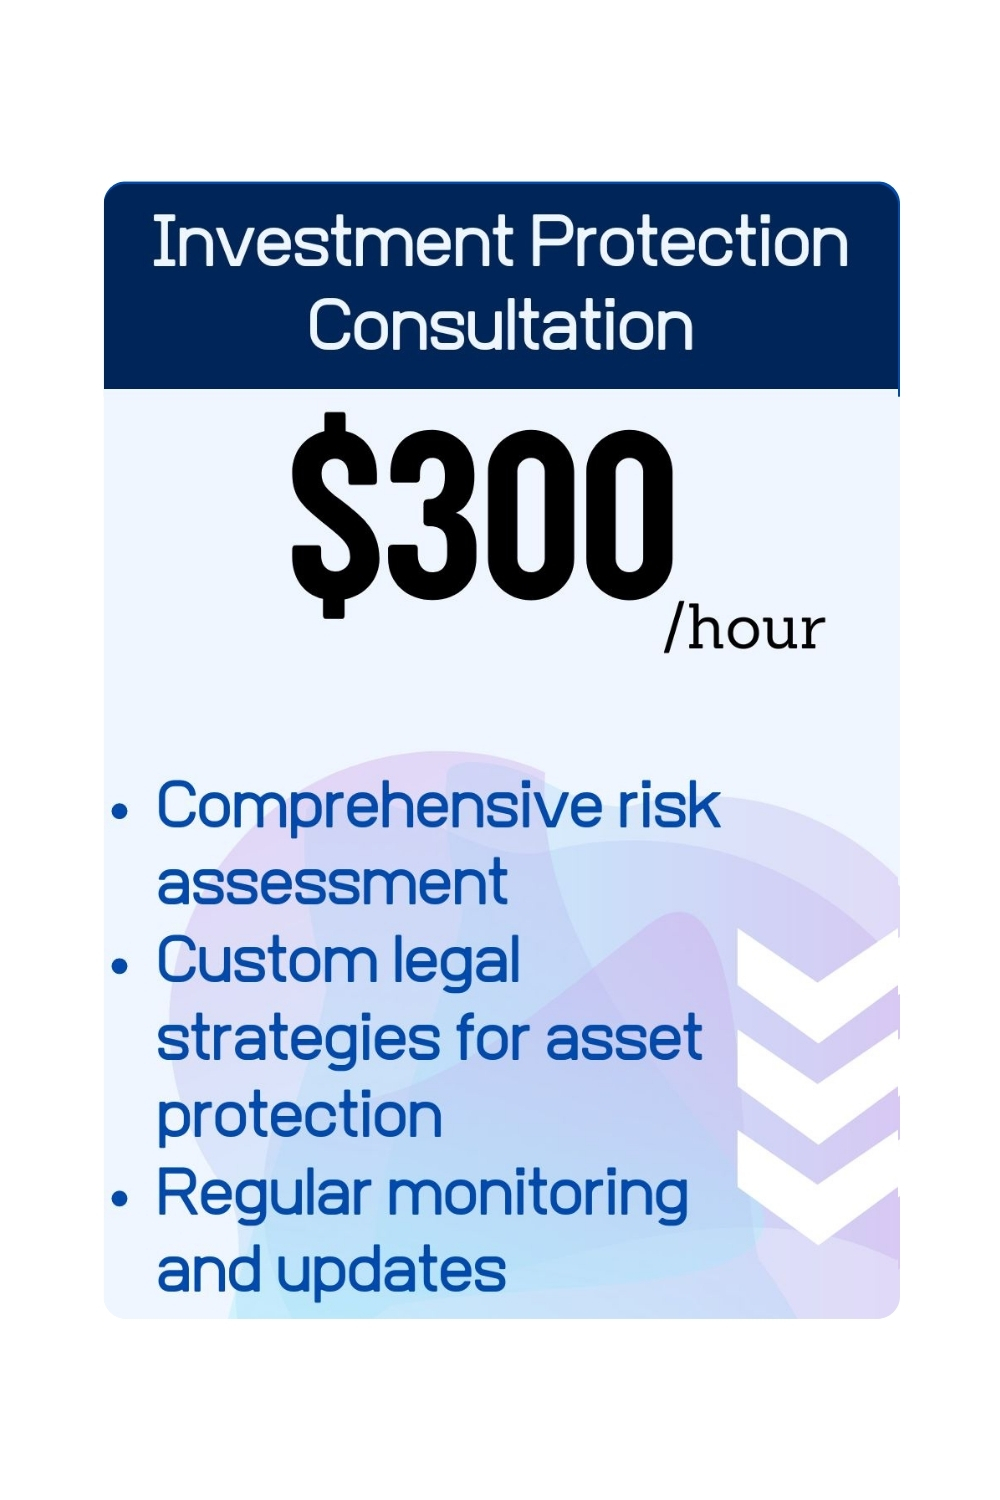 Investment Protection
Consultation
$300
/hour
• Comprehensive risk
assessment
• Custom legal
strategies for asset
protection
• Regular monitoring
and updates